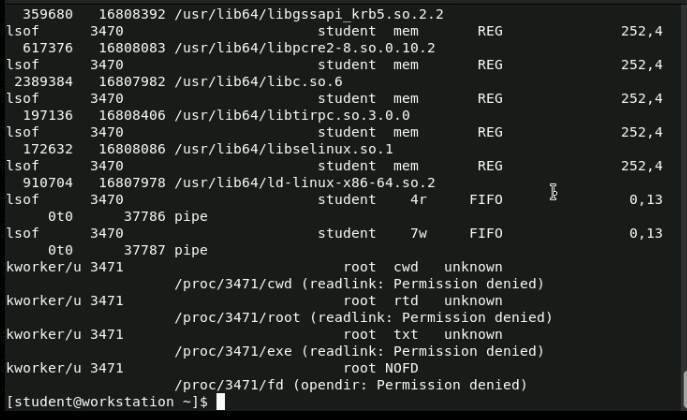 359680   16808392 /usr/lib64/libgssapi_krb5.so.2.2
lsof      3470                       student  mem       REG              252,4
617376   16808083 /usr/lib64/libpcre2-8.so.0.10.2
lsof      3470                       student  mem       REG              252,4
2389384   16807982 /usr/lib64/libc.so.6
lsof      3470                       student  mem       REG              252,4
197136   16808406 /usr/lib64/libtirpc.so.3.0.0
lsof      3470                       student  mem       REG              252,4
172632   16808086 /usr/lib64/libselinux.so.1
lsof      3470                       student  mem       REG              252,4
910704   16807978 /usr/lib64/ld-linux-x86-64.so.2
lsof      3470                       student    4r     FIFO               0,13
0t0      37786 pipe
lsof      3470                       student    7w     FIFO               0,13
0t0      37787 pipe
kworker/u 3471                          root  cwd   unknown
/proc/3471/cwd (readlink: Permission denied)
kworker/u 3471                          root  rtd   unknown
/proc/3471/root (readlink: Permission denied)
kworker/u 3471                          root  txt   unknown
/proc/3471/exe (readlink: Permission denied)
kworker/u 3471                          root NOFD
/proc/3471/fd (opendir: Permission denied)
[student@workstation ~]$